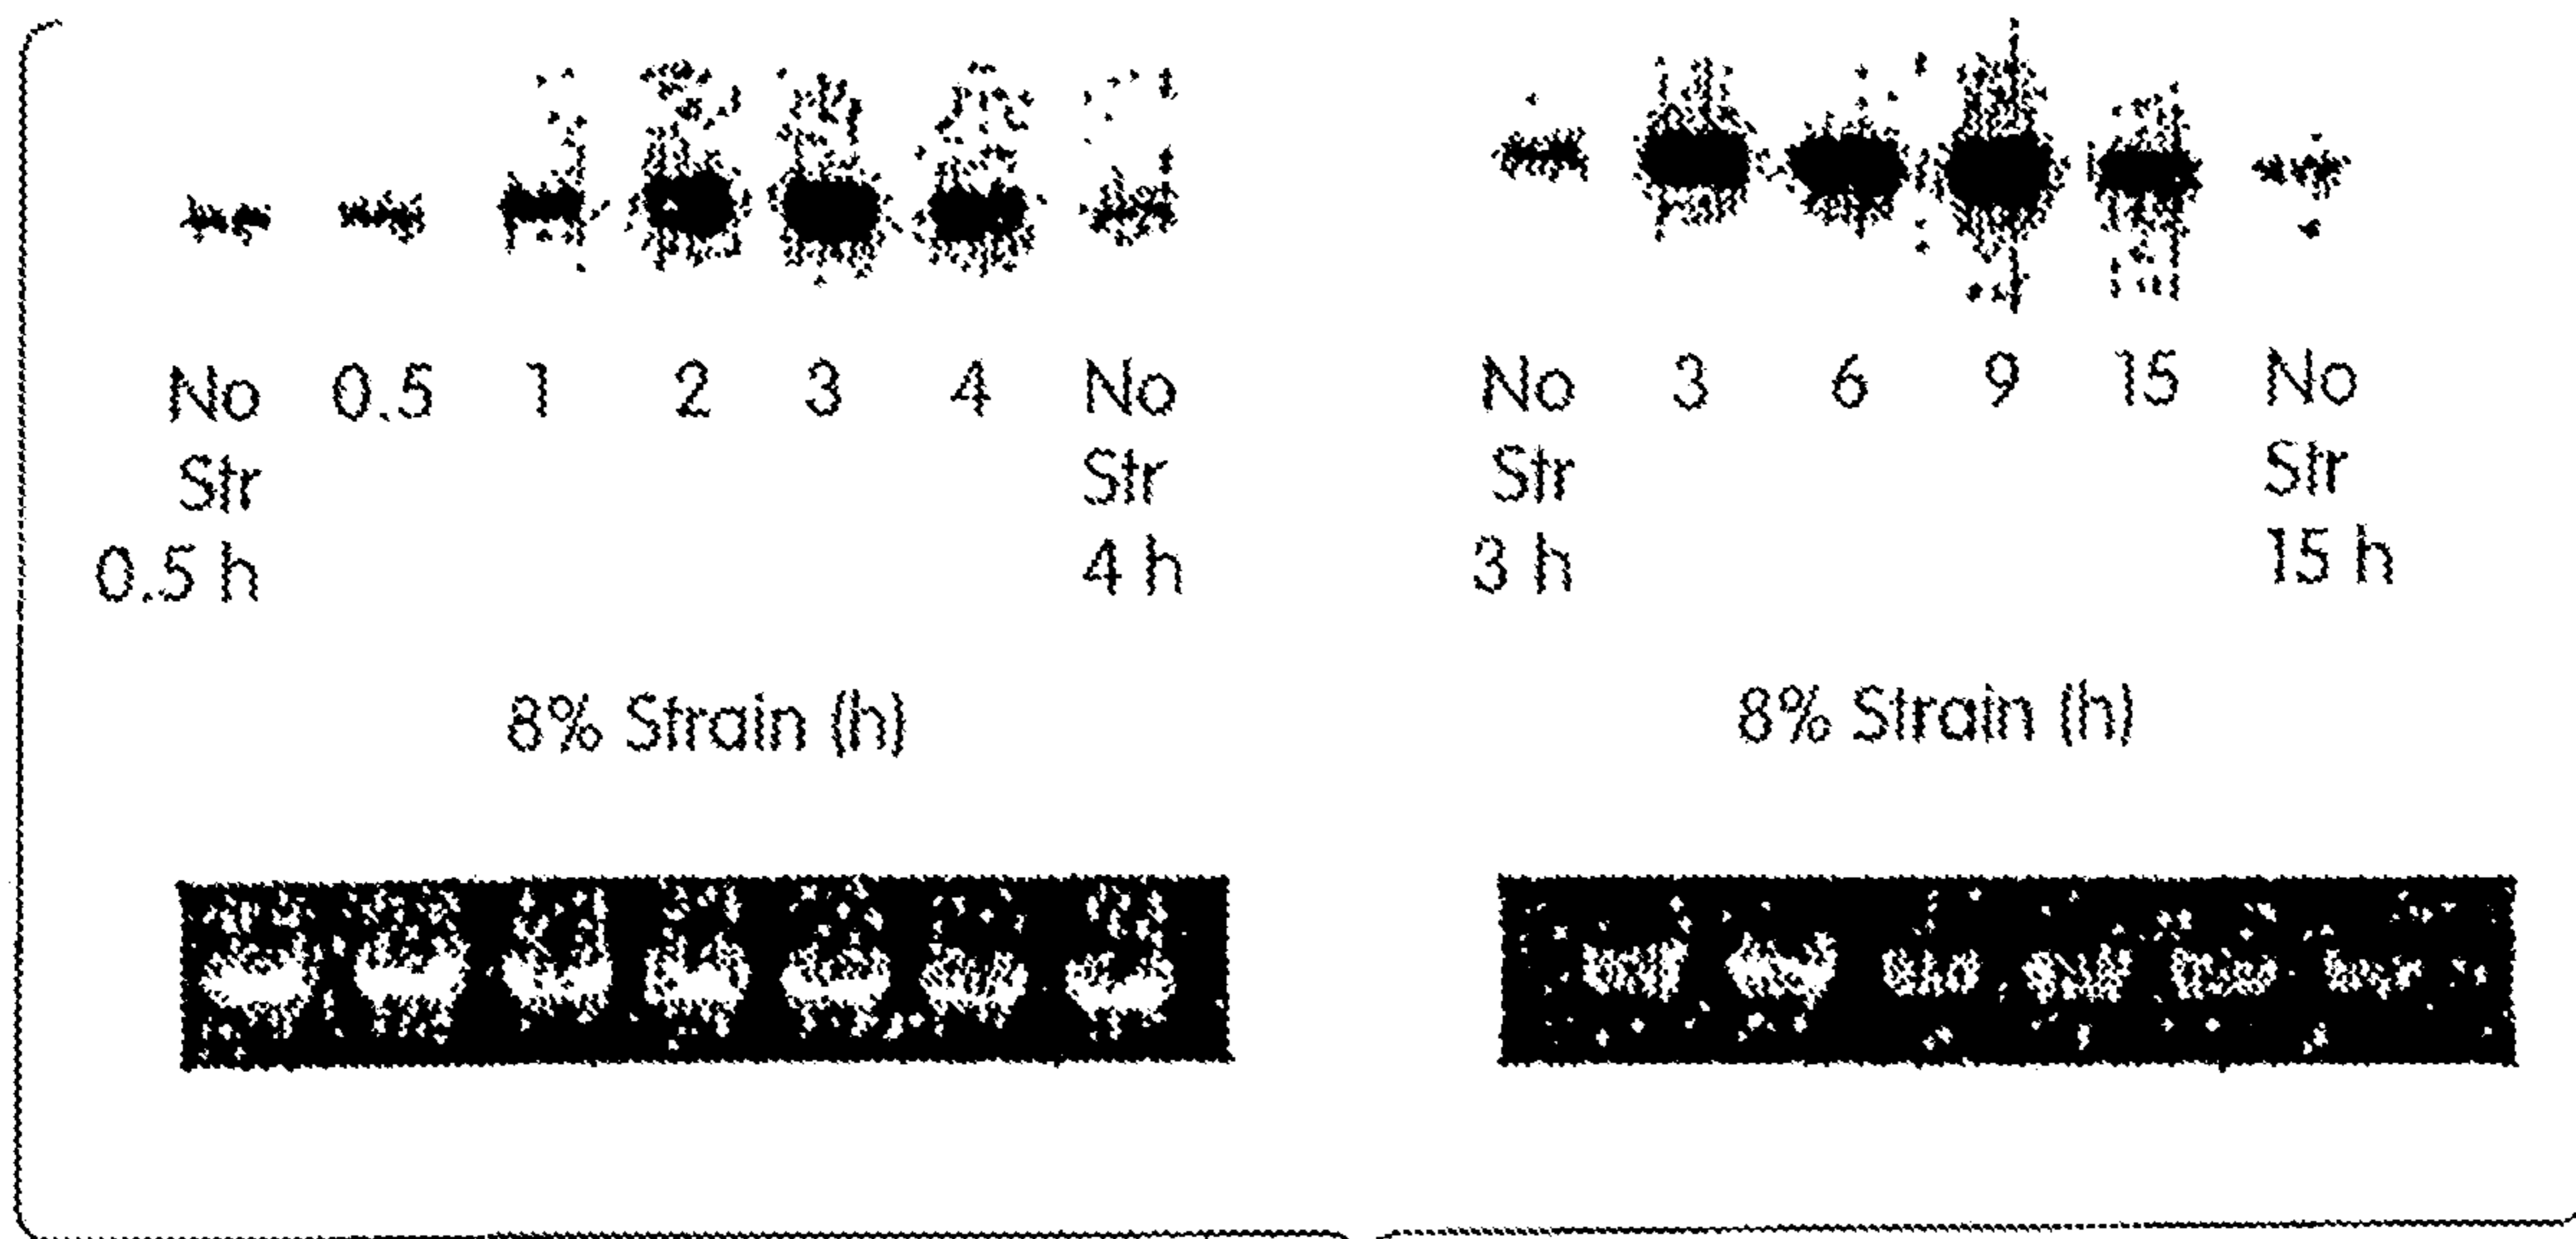 No 0.5 1 2 3 4 No
Str Str
0.5 h 4 h
8% Strain (h)
No 3 6 9 15 No
Str Str
3 h 15 h
8% Strain (h)